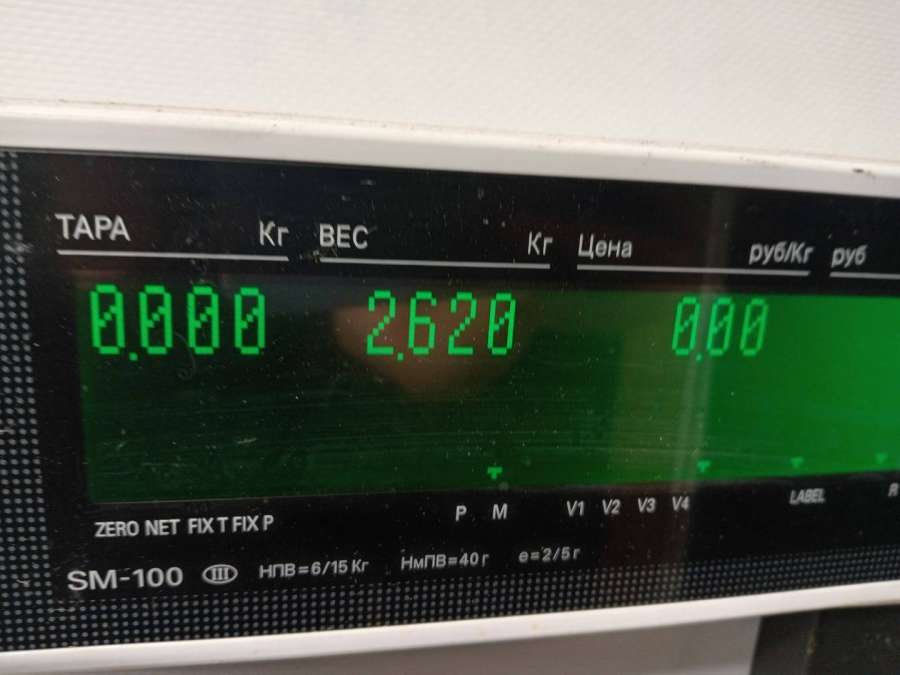 ТАРА Кг ВЕС Кг Цена руб/Кг руб
0.000 2.620 0.00
ZERO NET FIX T FIX P P M V1 V2 V3 V4 LABEL R
SM-100 III НПВ=6/15 Кг НмПВ=40 г e=2/5 г